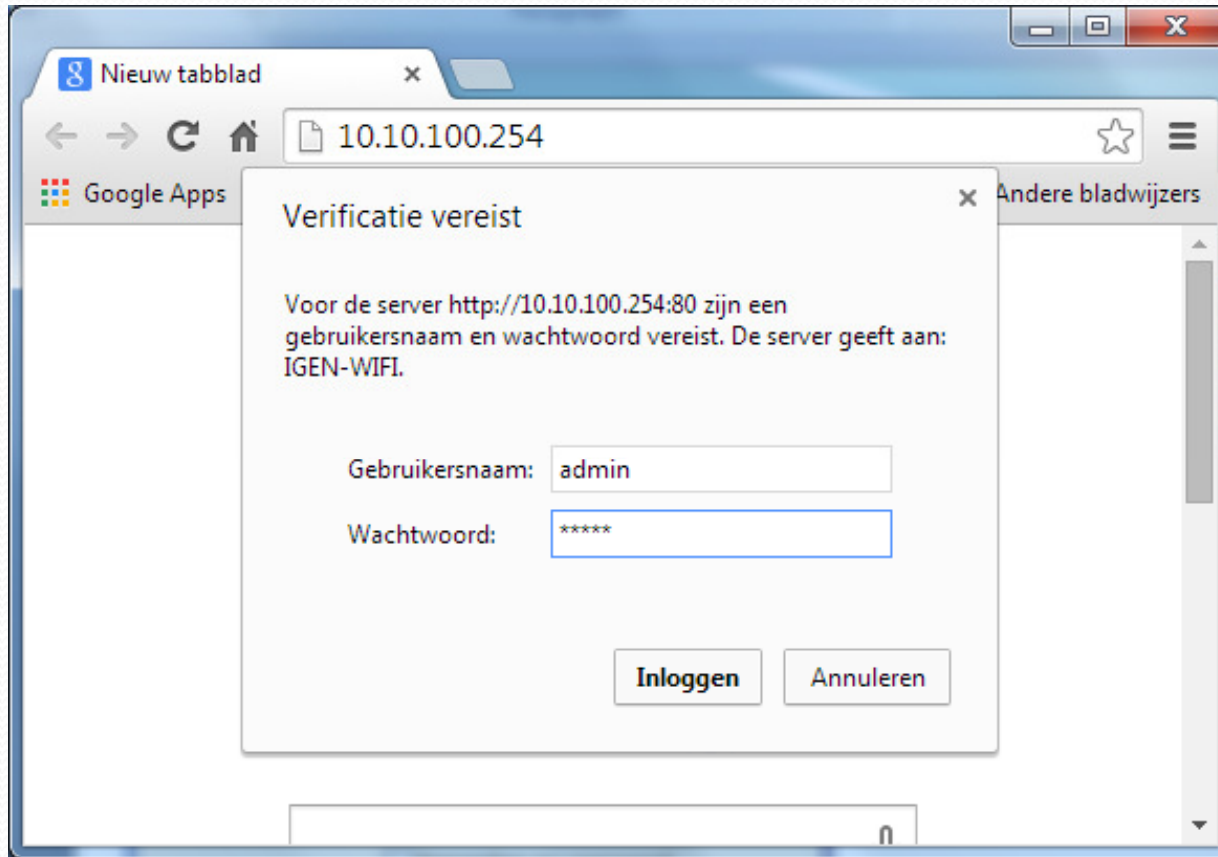 Nieuw tabblad
10.10.100.254
Google Apps
Andere bladwijzers
Verificatie vereist
Voor de server http://10.10.100.254:80 zijn een
gebruikersnaam en wachtwoord vereist. De server geeft aan:
IGEN-WIFI.
Gebruikersnaam: admin
Wachtwoord: *****
Inloggen Annuleren